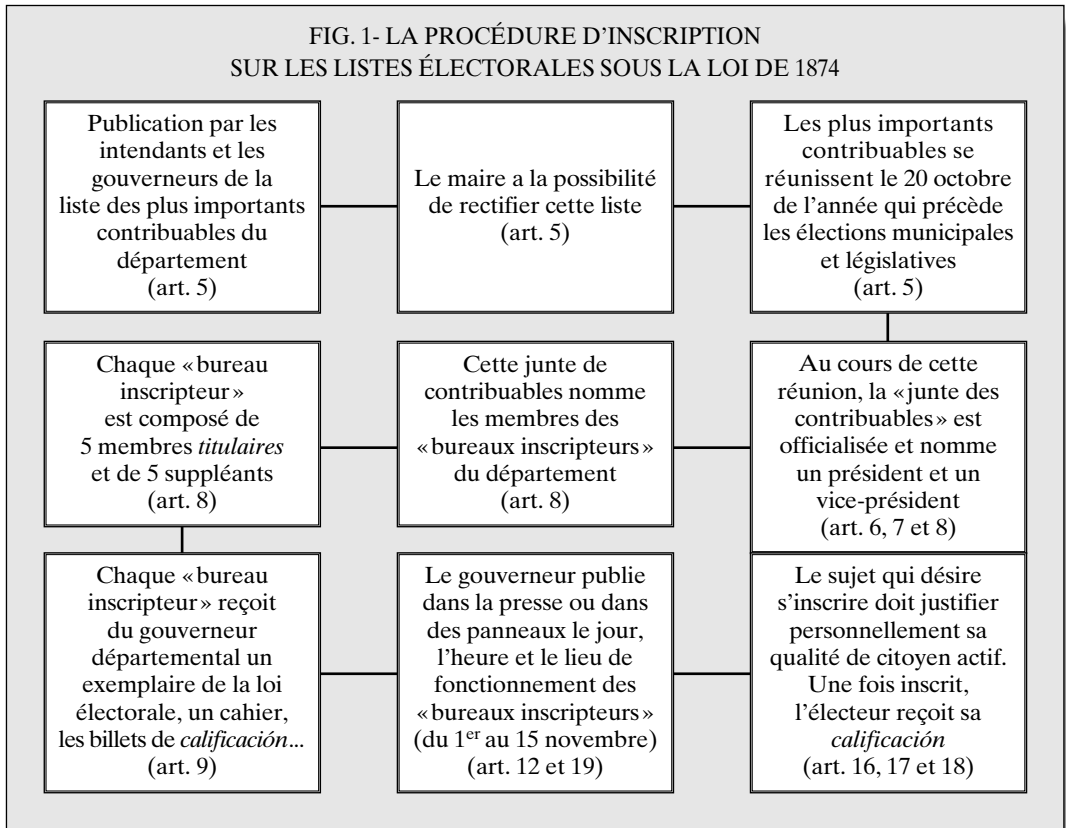 FIG. 1- LA PROCÉDURE D'INSCRIPTION
SUR LES LISTES ÉLECTORALES SOUS LA LOI DE 1874
Publication par les
intendants et les
gouverneurs de la
liste des plus importants
contribuables du
département
(art. 5)
Le maire a la possibilité
de rectifier cette liste
(art. 5)
Les plus importants
contribuables se
réunissent le 20 octobre
de l'année qui précède
les élections municipales
et législatives
(art. 5)
Chaque «bureau
inscripteur»
est composé de
5 membres titulaires
et de 5 suppléants
(art. 8)
Cette junte de
contribuables nomme
les membres des
«bureaux inscripteurs»
du département
(art. 8)
Au cours de cette
réunion, la «junte des
contribuables» est
officialisée et nomme
un président et un
vice-président
(art. 6, 7 et 8)
Chaque «bureau
inscripteur» reçoit
du gouverneur
départemental un
exemplaire de la loi
électorale, un cahier,
les billets de calificación...
(art. 9)
Le gouverneur publie
dans la presse ou dans
des panneaux le jour,
l'heure et le lieu de
fonctionnement des
«bureaux inscripteurs»
(du 1er au 15 novembre)
(art. 12 et 19)
Le sujet qui désire
s'inscrire doit justifier
personnellement sa
qualité de citoyen actif.
Une fois inscrit,
l'électeur reçoit sa
calificación
(art. 16, 17 et 18)